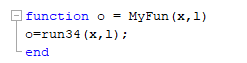 function o = MyFun(x,l)
o=run34(x,l);
end